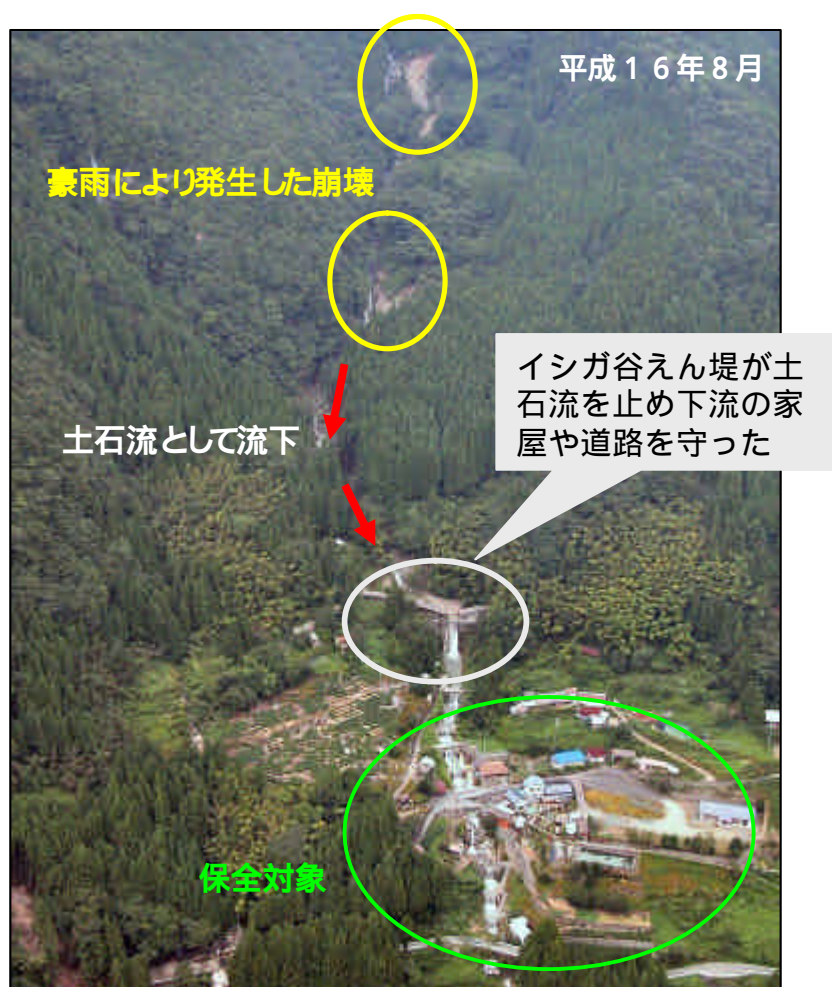 平成１６年８月
豪雨により発生した崩壊
イシガ谷えん堤が土
石流を止め下流の家
屋や道路を守った
土石流として流下
保全対象